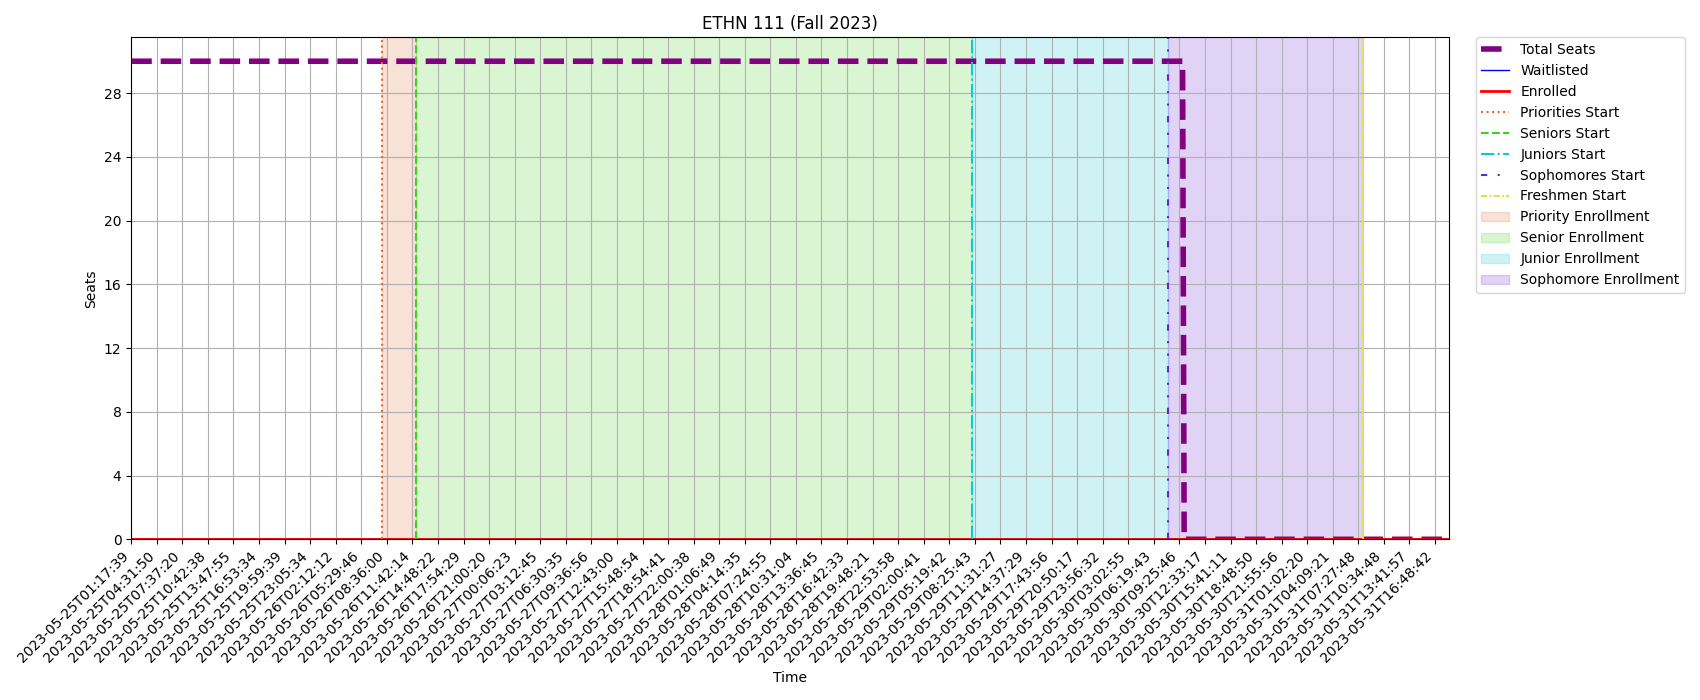 ETHN 111 (Fall 2023)
Seats
28
24
20
16
12
8
4
0
2023-05-25T01:17:39
2023-05-25T04:31:50
2023-05-25T07:37:20
2023-05-25T10:42:38
2023-05-25T13:47:55
2023-05-25T16:53:34
2023-05-25T19:59:39
2023-05-25T23:05:34
2023-05-26T02:12:12
2023-05-26T05:29:46
2023-05-26T08:36:00
2023-05-26T11:42:14
2023-05-26T14:48:22
2023-05-26T17:54:29
2023-05-26T21:00:20
2023-05-27T00:06:23
2023-05-27T03:12:45
2023-05-27T06:30:35
2023-05-27T09:36:56
2023-05-27T12:43:00
2023-05-27T15:48:54
2023-05-27T18:54:41
2023-05-27T22:00:38
2023-05-28T01:06:49
2023-05-28T04:14:35
2023-05-28T07:24:55
2023-05-28T10:31:04
2023-05-28T13:36:45
2023-05-28T16:42:33
2023-05-28T19:48:21
2023-05-28T22:53:58
2023-05-29T02:00:41
2023-05-29T05:19:42
2023-05-29T08:25:43
2023-05-29T11:31:27
2023-05-29T14:37:29
2023-05-29T17:43:56
2023-05-29T20:50:17
2023-05-29T23:56:32
2023-05-30T03:02:55
2023-05-30T06:19:43
2023-05-30T09:25:46
2023-05-30T12:33:17
2023-05-30T15:41:11
2023-05-30T18:48:50
2023-05-30T21:55:56
2023-05-31T01:02:20
2023-05-31T04:09:21
2023-05-31T07:27:48
2023-05-31T10:34:48
2023-05-31T13:41:57
2023-05-31T16:48:42
Time
Total Seats
Waitlisted
Enrolled
Priorities Start
Seniors Start
Juniors Start
Sophomores Start
Freshmen Start
Priority Enrollment
Senior Enrollment
Junior Enrollment
Sophomore Enrollment